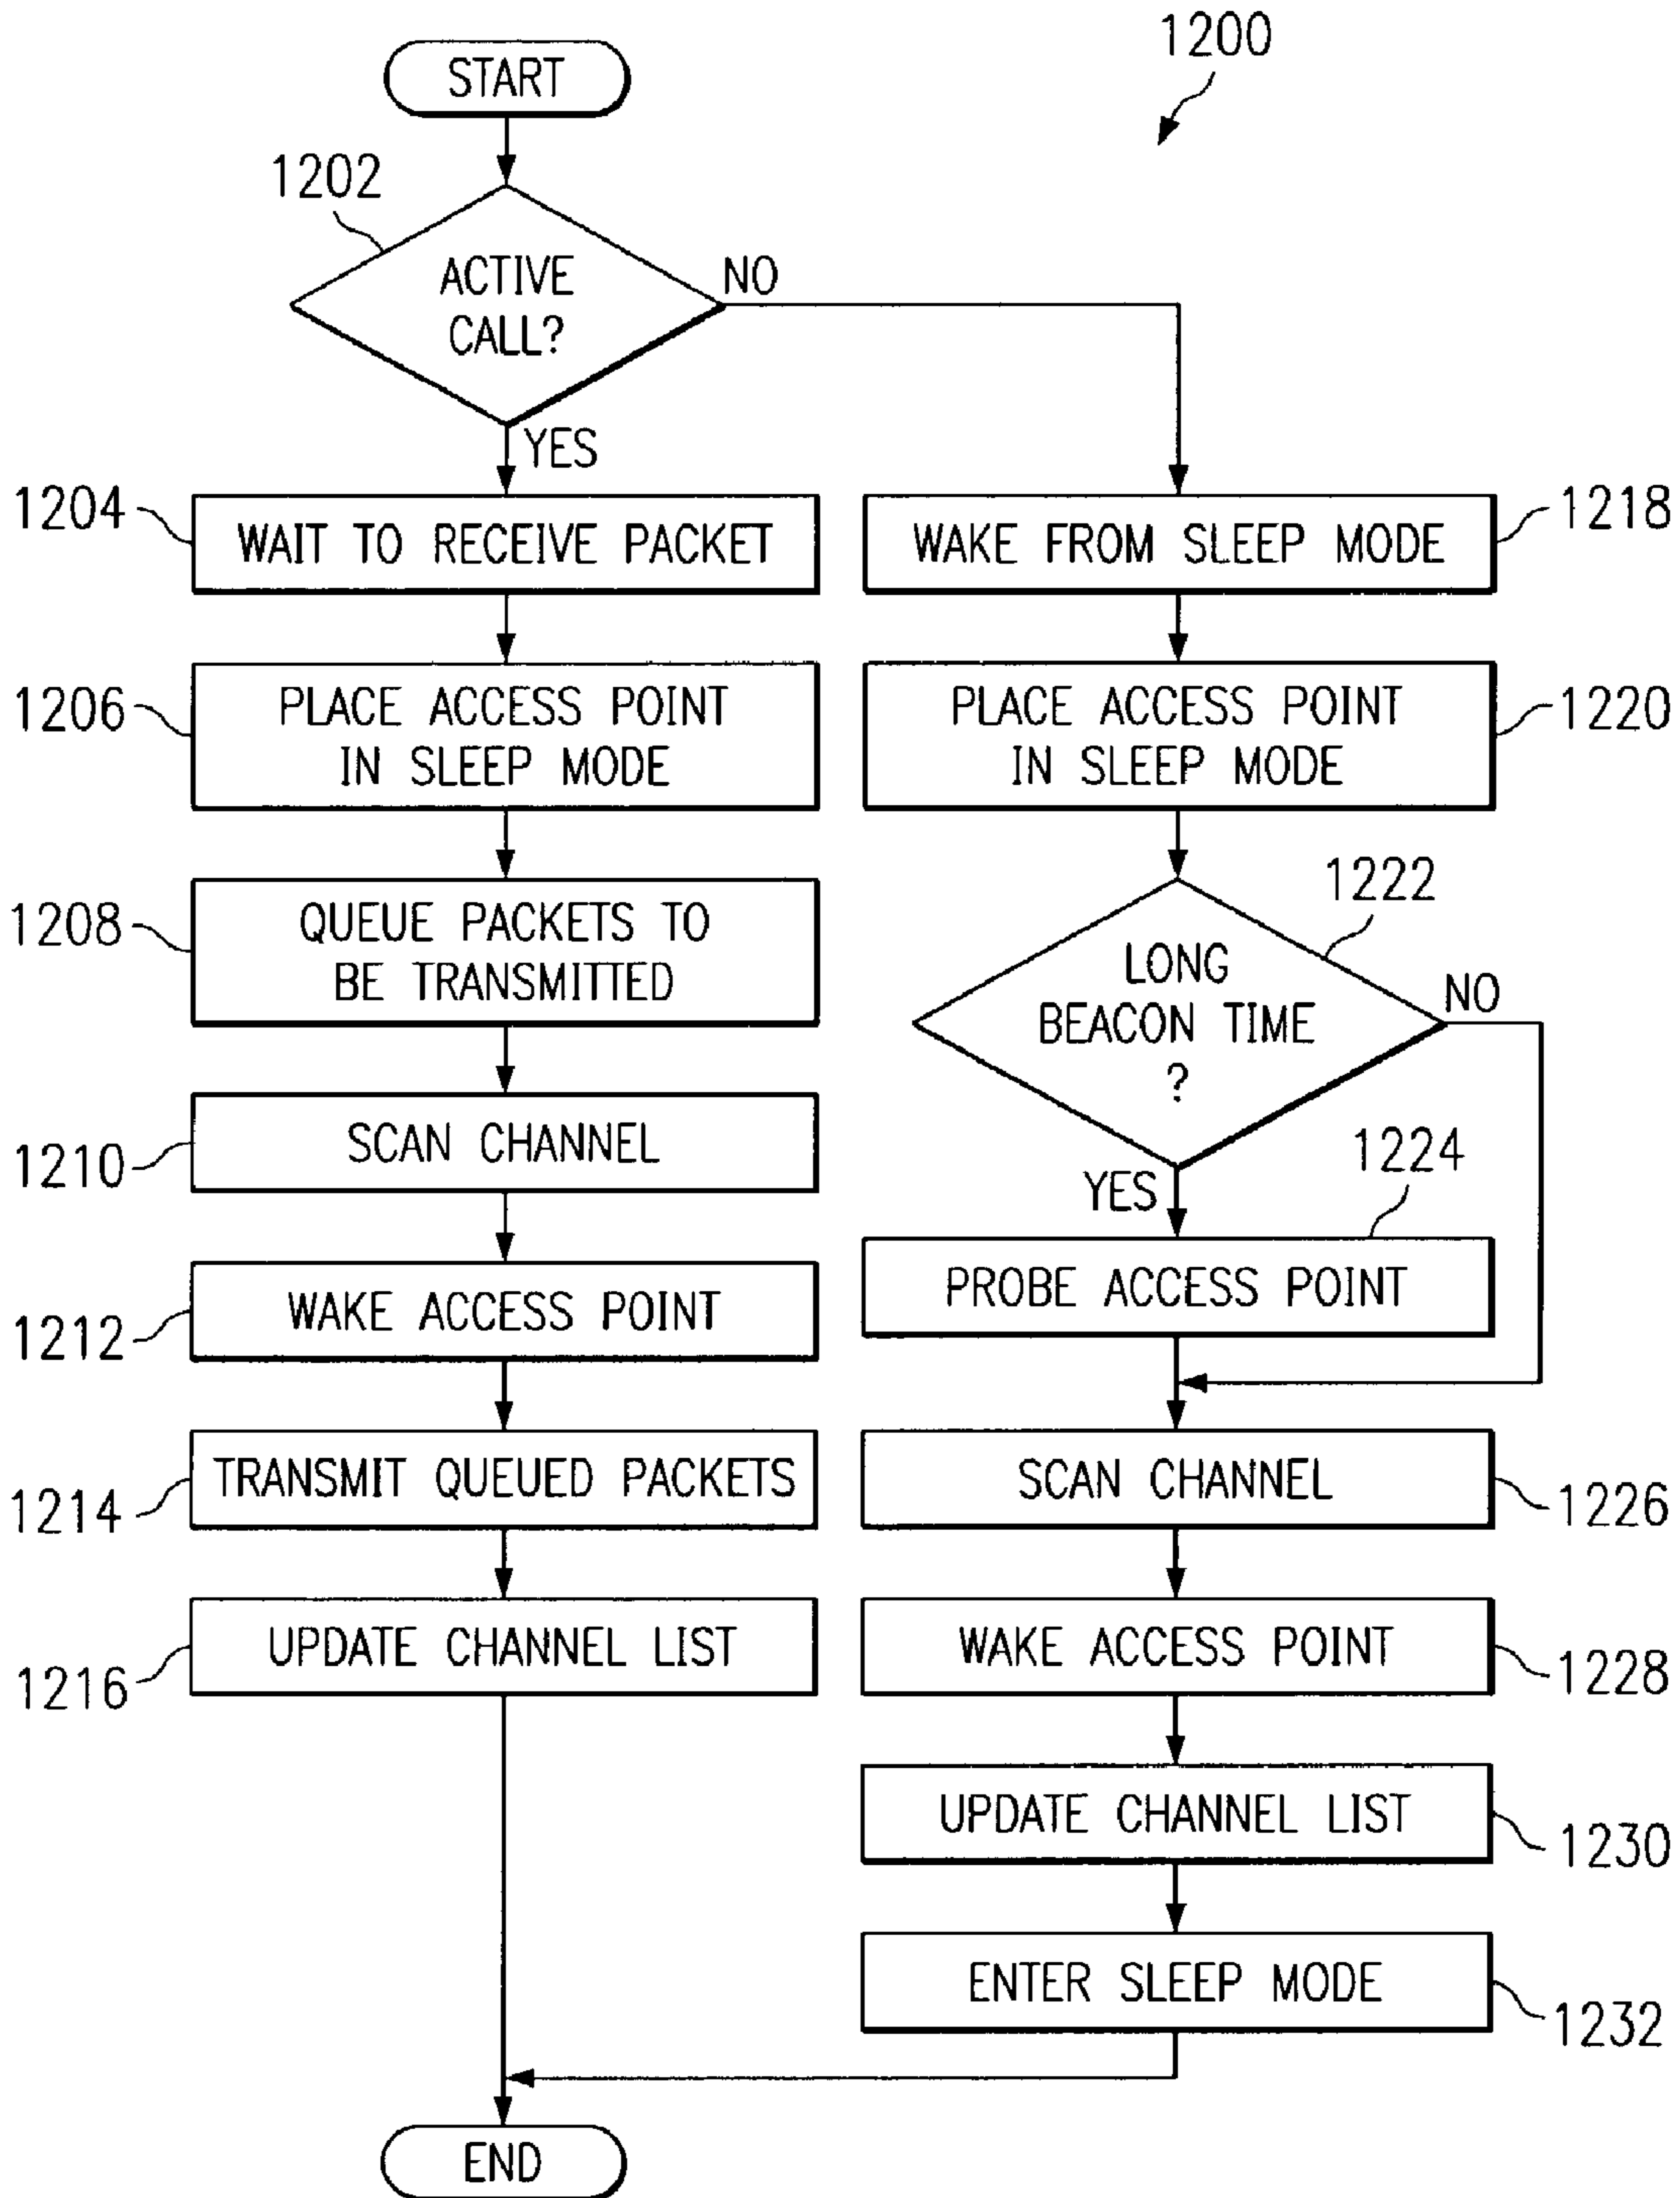 1200
START
1202
ACTIVE
CALL?
NO
YES
1204
WAIT TO RECEIVE PACKET
WAKE FROM SLEEP MODE
1218
1206
PLACE ACCESS POINT
IN SLEEP MODE
PLACE ACCESS POINT
IN SLEEP MODE
1220
1208
QUEUE PACKETS TO
BE TRANSMITTED
1222
LONG
BEACON TIME
?
NO
YES
1210
SCAN CHANNEL
1224
PROBE ACCESS POINT
1212
WAKE ACCESS POINT
1214
TRANSMIT QUEUED PACKETS
SCAN CHANNEL
1226
1216
UPDATE CHANNEL LIST
WAKE ACCESS POINT
1228
UPDATE CHANNEL LIST
1230
ENTER SLEEP MODE
1232
END